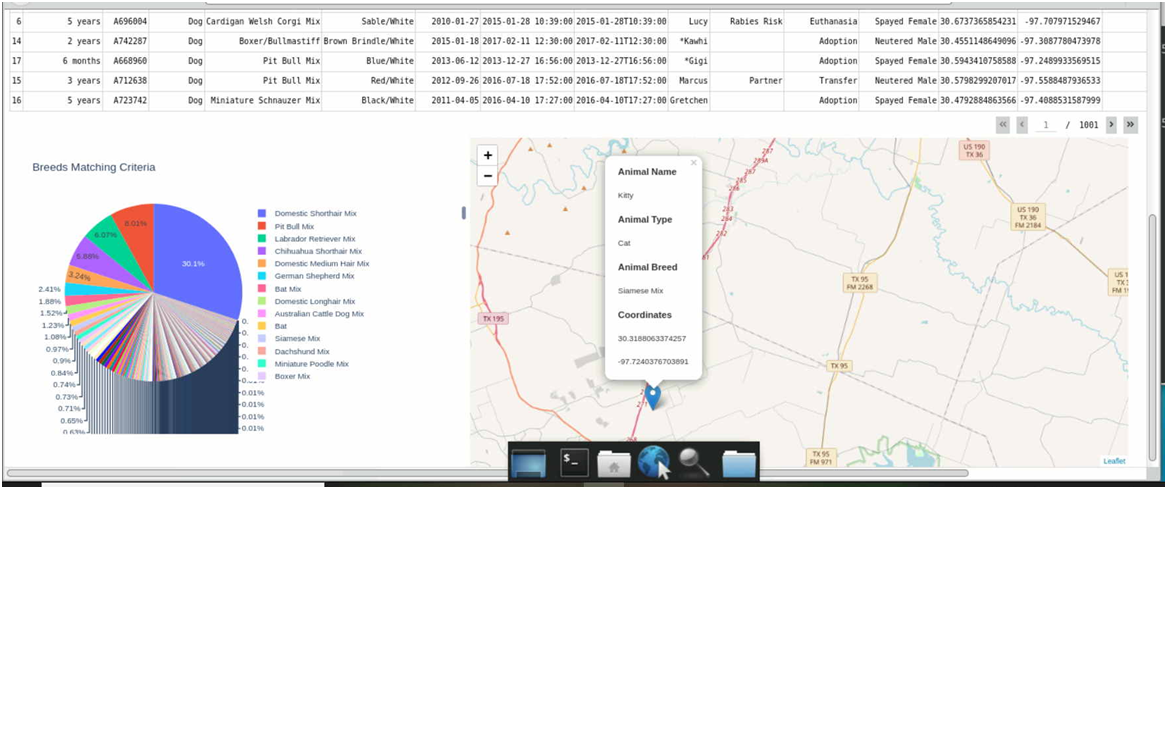 6 5 years A696004 Dog Cardigan Welsh Corgi Mix Sable/White 2010-01-27 2015-01-28 10:39:00 2015-01-28T10:39:00 Lucy Rabies Risk Euthanasia Spayed Female 30.6737365854231 -97.707971529467
14 2 years A742287 Dog Boxer/Bullmastiff Brown Brindle/White 2015-01-18 2017-02-11 12:30:00 2017-02-11T12:30:00 *Kawhi Adoption Neutered Male 30.4551148649096 -97.3087780473978
17 6 months A668960 Dog Pit Bull Mix Blue/White 2013-06-12 2013-12-27 16:56:00 2013-12-27T16:56:00 *Gigi Adoption Spayed Female 30.5943410758588 -97.2489933569515
15 3 years A712638 Dog Pit Bull Mix Red/White 2012-09-26 2016-07-18 17:52:00 2016-07-18T17:52:00 Marcus Partner Transfer Neutered Male 30.5798299207017 -97.5588487936533
16 5 years A723742 Dog Miniature Schnauzer Mix Black/White 2011-04-05 2016-04-10 17:27:00 2016-04-10T17:27:00 Gretchen Adoption Spayed Female 30.4792884863566 -97.4088531587999
« ‹ 1 / 1001 › »
Breeds Matching Criteria
30.1%
8.01%
6.07%
5.88%
3.24%
2.41%
1.88%
1.52%
1.23%
1.08%
0.97%
0.9%
0.84%
0.74%
0.73%
0.71%
0.65%
0.63%
0.01%
0.01%
0.01%
0.01%
Domestic Shorthair Mix
Pit Bull Mix
Labrador Retriever Mix
Chihuahua Shorthair Mix
Domestic Medium Hair Mix
German Shepherd Mix
Bat Mix
Domestic Longhair Mix
Australian Cattle Dog Mix
Bat
Siamese Mix
Dachshund Mix
Miniature Poodle Mix
Boxer Mix
+
−
×
Animal Name
Kitty
Animal Type
Cat
Animal Breed
Siamese Mix
Coordinates
30.3188063374257
-97.7240376703891
US 190
TX 36
US 190
TX 36
FM 2184
TX 95
FM 2268
TX 195
TX 95
TX 95
FM 971
Leaflet
$_